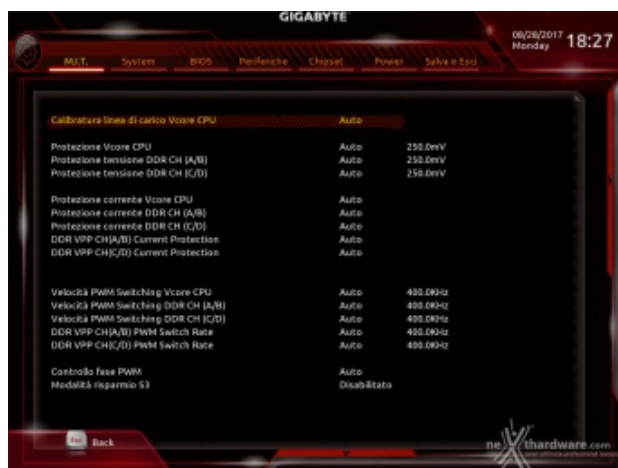 GIGABYTE
08/28/2017
Monday
18:27
M.I.T. System BIOS Periferiche Chipset Power Salva e Esci
Calibratura linea di carico Vcore CPU Auto
Protezione Vcore CPU Auto 250.0mV
Protezione tensione DDR CH (A/B) Auto 250.0mV
Protezione tensione DDR CH (C/D) Auto 250.0mV
Protezione corrente Vcore CPU Auto
Protezione corrente DDR CH (A/B) Auto
Protezione corrente DDR CH (C/D) Auto
DDR VPP CH(A/B) Current Protection Auto
DDR VPP CH(C/D) Current Protection Auto
Velocità PWM Switching Vcore CPU Auto 400.0KHz
Velocità PWM Switching DDR CH (A/B) Auto 400.0KHz
Velocità PWM Switching DDR CH (C/D) Auto 400.0KHz
DDR VPP CH(A/B) PWM Switch Rate Auto 400.0KHz
DDR VPP CH(C/D) PWM Switch Rate Auto 400.0KHz
Controllo fase PWM Auto
Modalità risparmio S3 Disabilitato
Esc Back
nexthardware.com